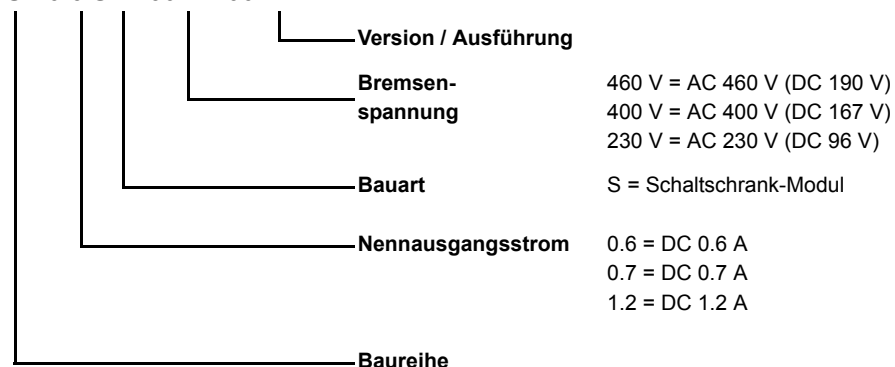 Version / Ausführung
Bremsen- 460 V = AC 460 V (DC 190 V)
spannung 400 V = AC 400 V (DC 167 V)
230 V = AC 230 V (DC 96 V)
Bauart S = Schaltschrank-Modul
Nennausgangsstrom 0.6 = DC 0.6 A
0.7 = DC 0.7 A
1.2 = DC 1.2 A
Baureihe